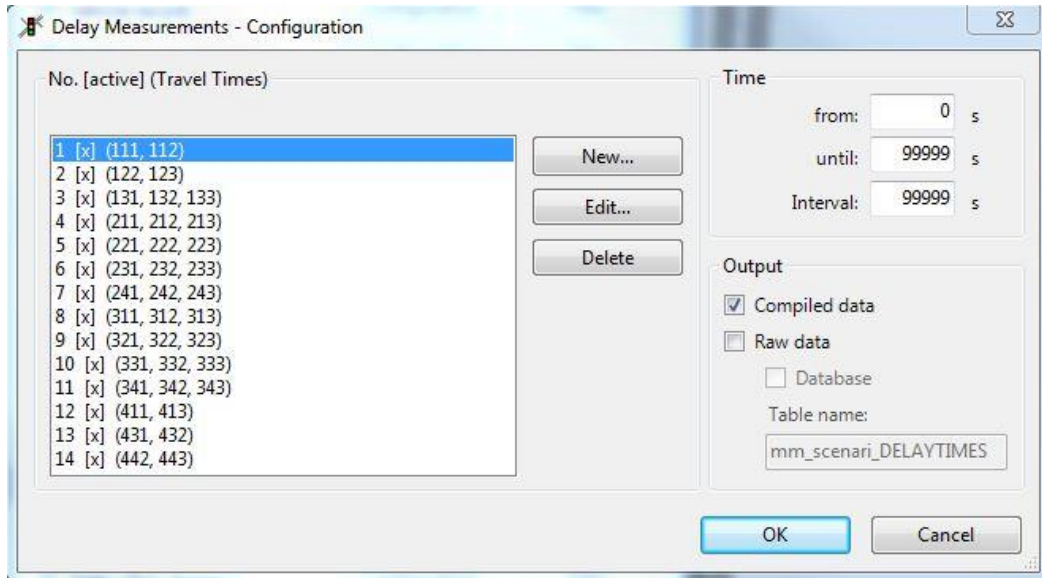 Delay Measurements - Configuration
No. [active] (Travel Times)
1 [x] (111, 112)
2 [x] (122, 123)
3 [x] (131, 132, 133)
4 [x] (211, 212, 213)
5 [x] (221, 222, 223)
6 [x] (231, 232, 233)
7 [x] (241, 242, 243)
8 [x] (311, 312, 313)
9 [x] (321, 322, 323)
10 [x] (331, 332, 333)
11 [x] (341, 342, 343)
12 [x] (411, 413)
13 [x] (431, 432)
14 [x] (442, 443)
New...
Edit...
Delete
Time
from: 0 s
until: 99999 s
Interval: 99999 s
Output
Compiled data
Raw data
Database
Table name:
mm_scenari_DELAYTIMES
OK Cancel